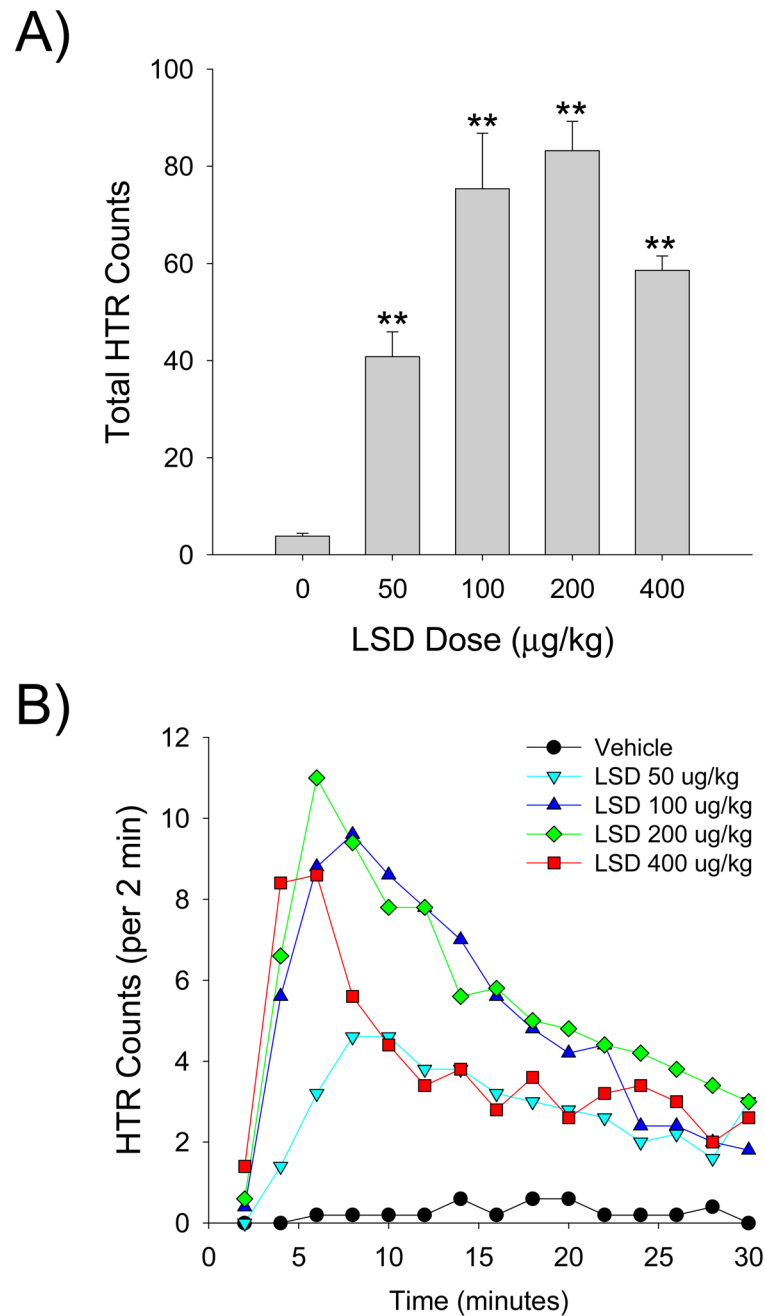 A)
Total HTR Counts
100
80
60
40
20
0
**
**
**
**
0 50 100 200 400
LSD Dose (μg/kg)
B)
HTR Counts (per 2 min)
12
10
8
6
4
2
0
Vehicle
LSD 50 ug/kg
LSD 100 ug/kg
LSD 200 ug/kg
LSD 400 ug/kg
0 5 10 15 20 25 30
Time (minutes)